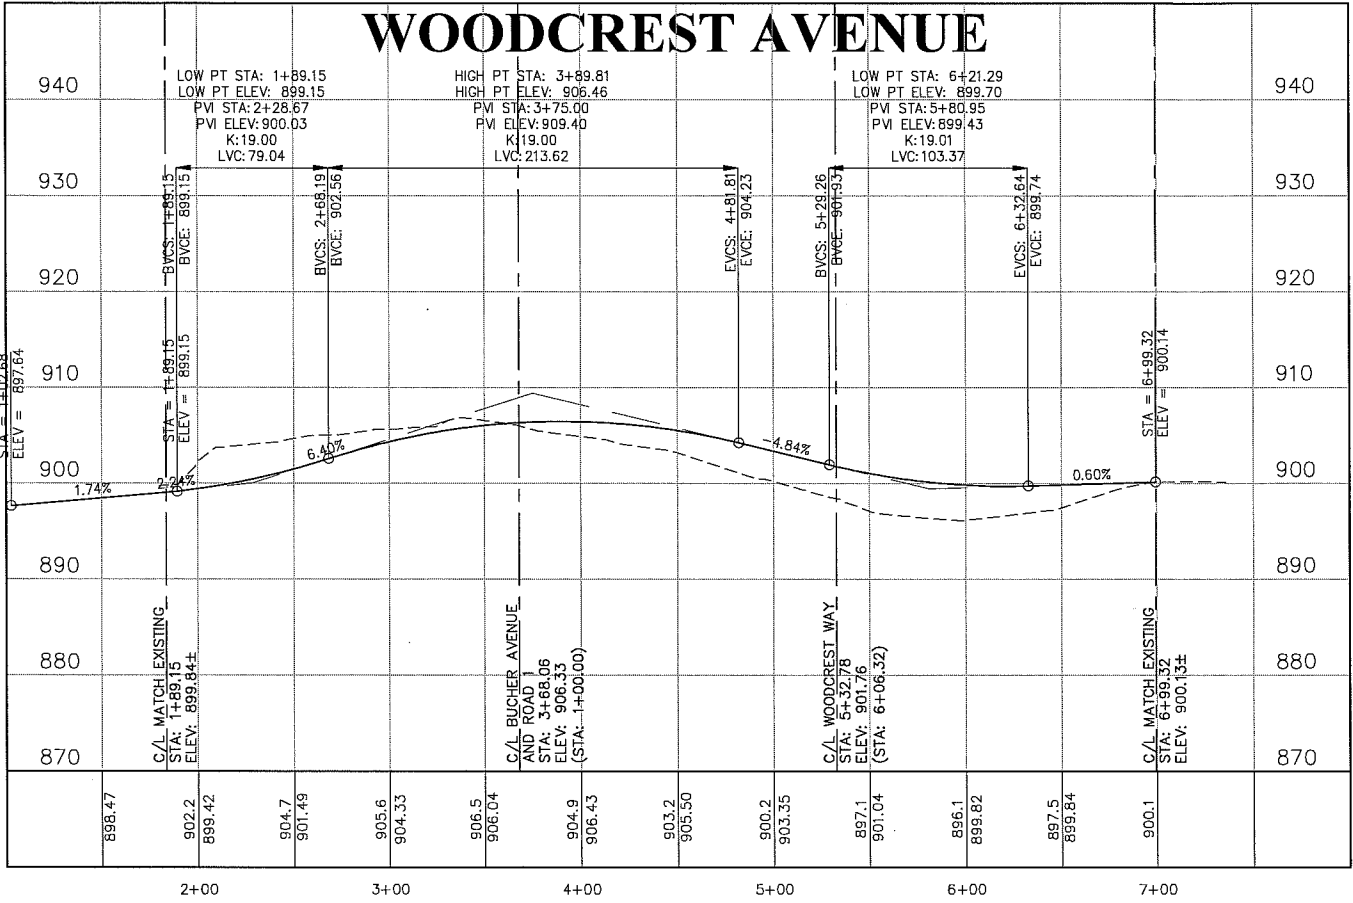 WOODCREST AVENUE
LOW PT STA: 1+89.15
LOW PT ELEV: 899.15
PVI STA:2+28.67
PVI ELEV:900.03
K:19.00
LVC:79.04
HIGH PT STA: 3+89.81
HIGH PT ELEV: 906.46
PVI STA:3+75.00
PVI ELEV:909.40
K:19.00
LVC:213.62
LOW PT STA: 6+21.29
LOW PT ELEV: 899.70
PVI STA:5+80.95
PVI ELEV:899.43
K:19.01
LVC:103.37
940
940
930
930
920
920
910
910
900
900
890
890
880
880
870
870
BVCS: 1+89.15
BVCE: 899.15
BVCS: 2+68.19
BVCE: 902.56
EVCS: 4+81.81
EVCE: 904.23
BVCS: 5+29.26
BVCE: 901.93
EVCS: 6+32.64
EVCE: 899.74
ELEV = 897.64
STA = 1+89.15
ELEV = 899.15
STA = 6+99.32
ELEV = 900.14
1.74%
2.24%
6.40%
-4.84%
0.60%
C/L MATCH EXISTING
STA: 1+89.15
ELEV: 899.84±
C/L BUCHER AVENUE
AND ROAD 1
STA: 3+68.06
ELEV: 906.33
(STA: 1+00.00)
C/L WOODCREST WAY
STA: 5+32.78
ELEV: 901.76
(STA: 6+06.32)
C/L MATCH EXISTING
STA: 6+99.32
ELEV: 900.13±
898.47
902.2
899.42
904.7
901.49
905.6
904.33
906.5
906.04
904.9
906.43
903.2
905.50
900.2
903.35
897.1
901.04
896.1
899.82
897.5
899.84
900.1
2+00
3+00
4+00
5+00
6+00
7+00